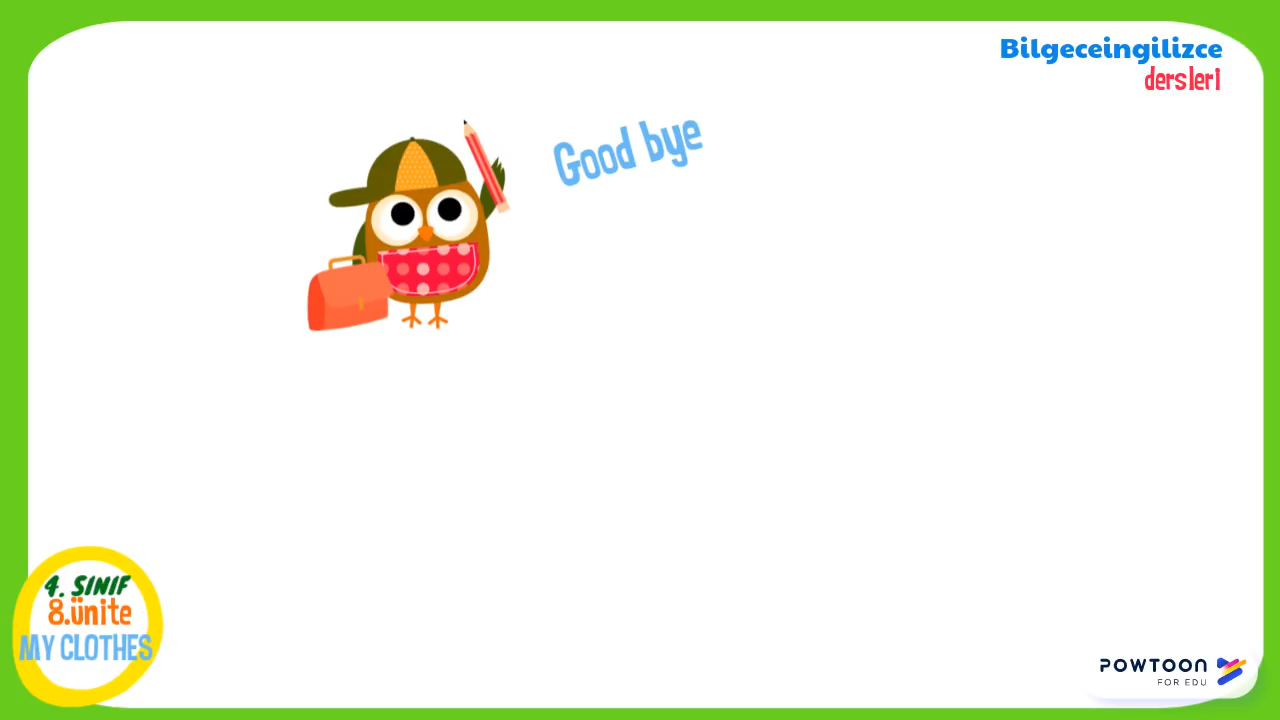 Bilgeceingilizce
dersleri
Good bye
4. SINIF
8.ünite
MY CLOTHES
POWTOON
FOR EDU